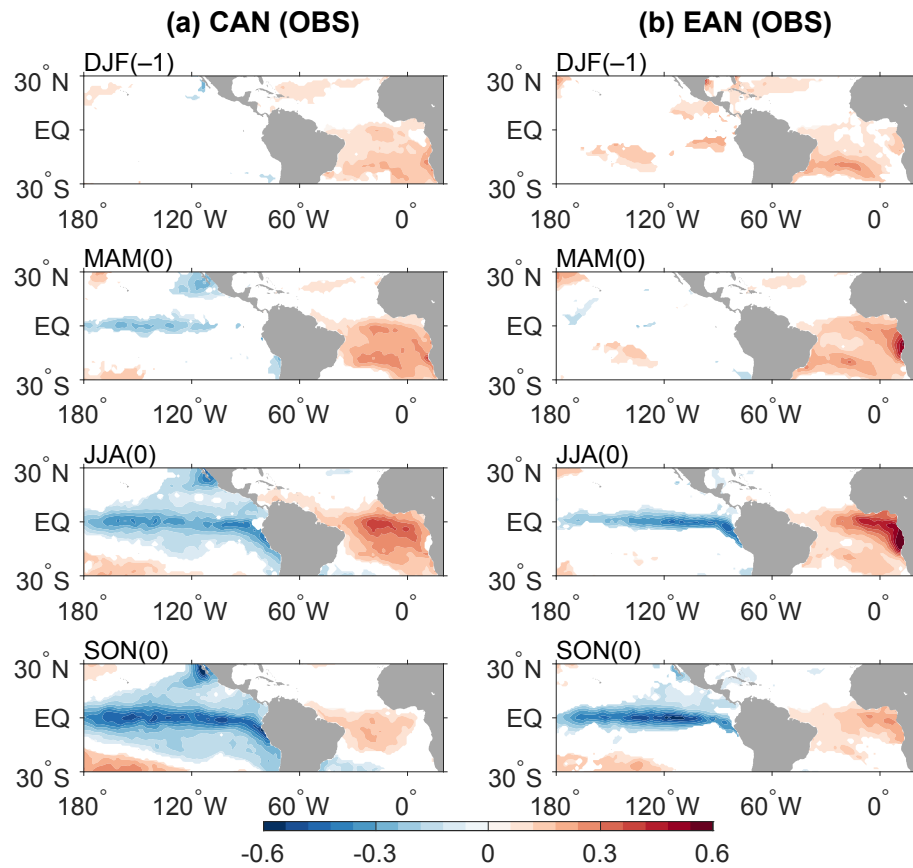 (a) CAN (OBS) (b) EAN (OBS)
DJF(–1) DJF(–1)
30° N
EQ
30° S
180° 120° W 60° W 0° 180° 120° W 60° W 0°
MAM(0) MAM(0)
30° N 30° N
EQ EQ
30° S 30° S
180° 120° W 60° W 0° 180° 120° W 60° W 0°
JJA(0) JJA(0)
30° N 30° N
EQ EQ
30° S 30° S
180° 120° W 60° W 0° 180° 120° W 60° W 0°
SON(0) SON(0)
30° N 30° N
EQ EQ
30° S 30° S
180° 120° W 60° W 0° 180° 120° W 60° W 0°
-0.6 -0.3 0 0.3 0.6